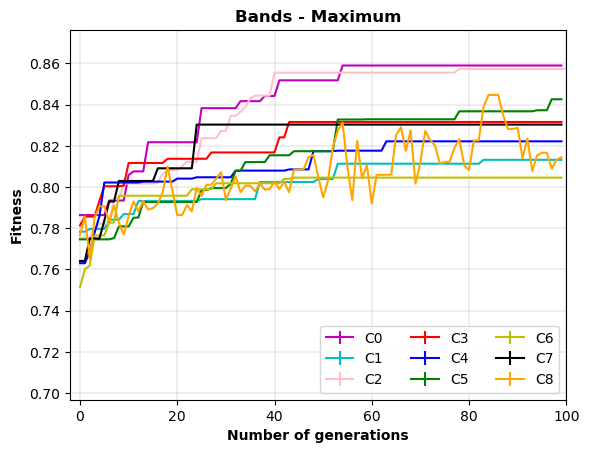 Bands - Maximum
Fitness
0.86
0.84
0.82
0.80
0.78
0.76
0.74
0.72
0.70
C0 C3 C6
C1 C4 C7
C2 C5 C8
0 20 40 60 80 100
Number of generations